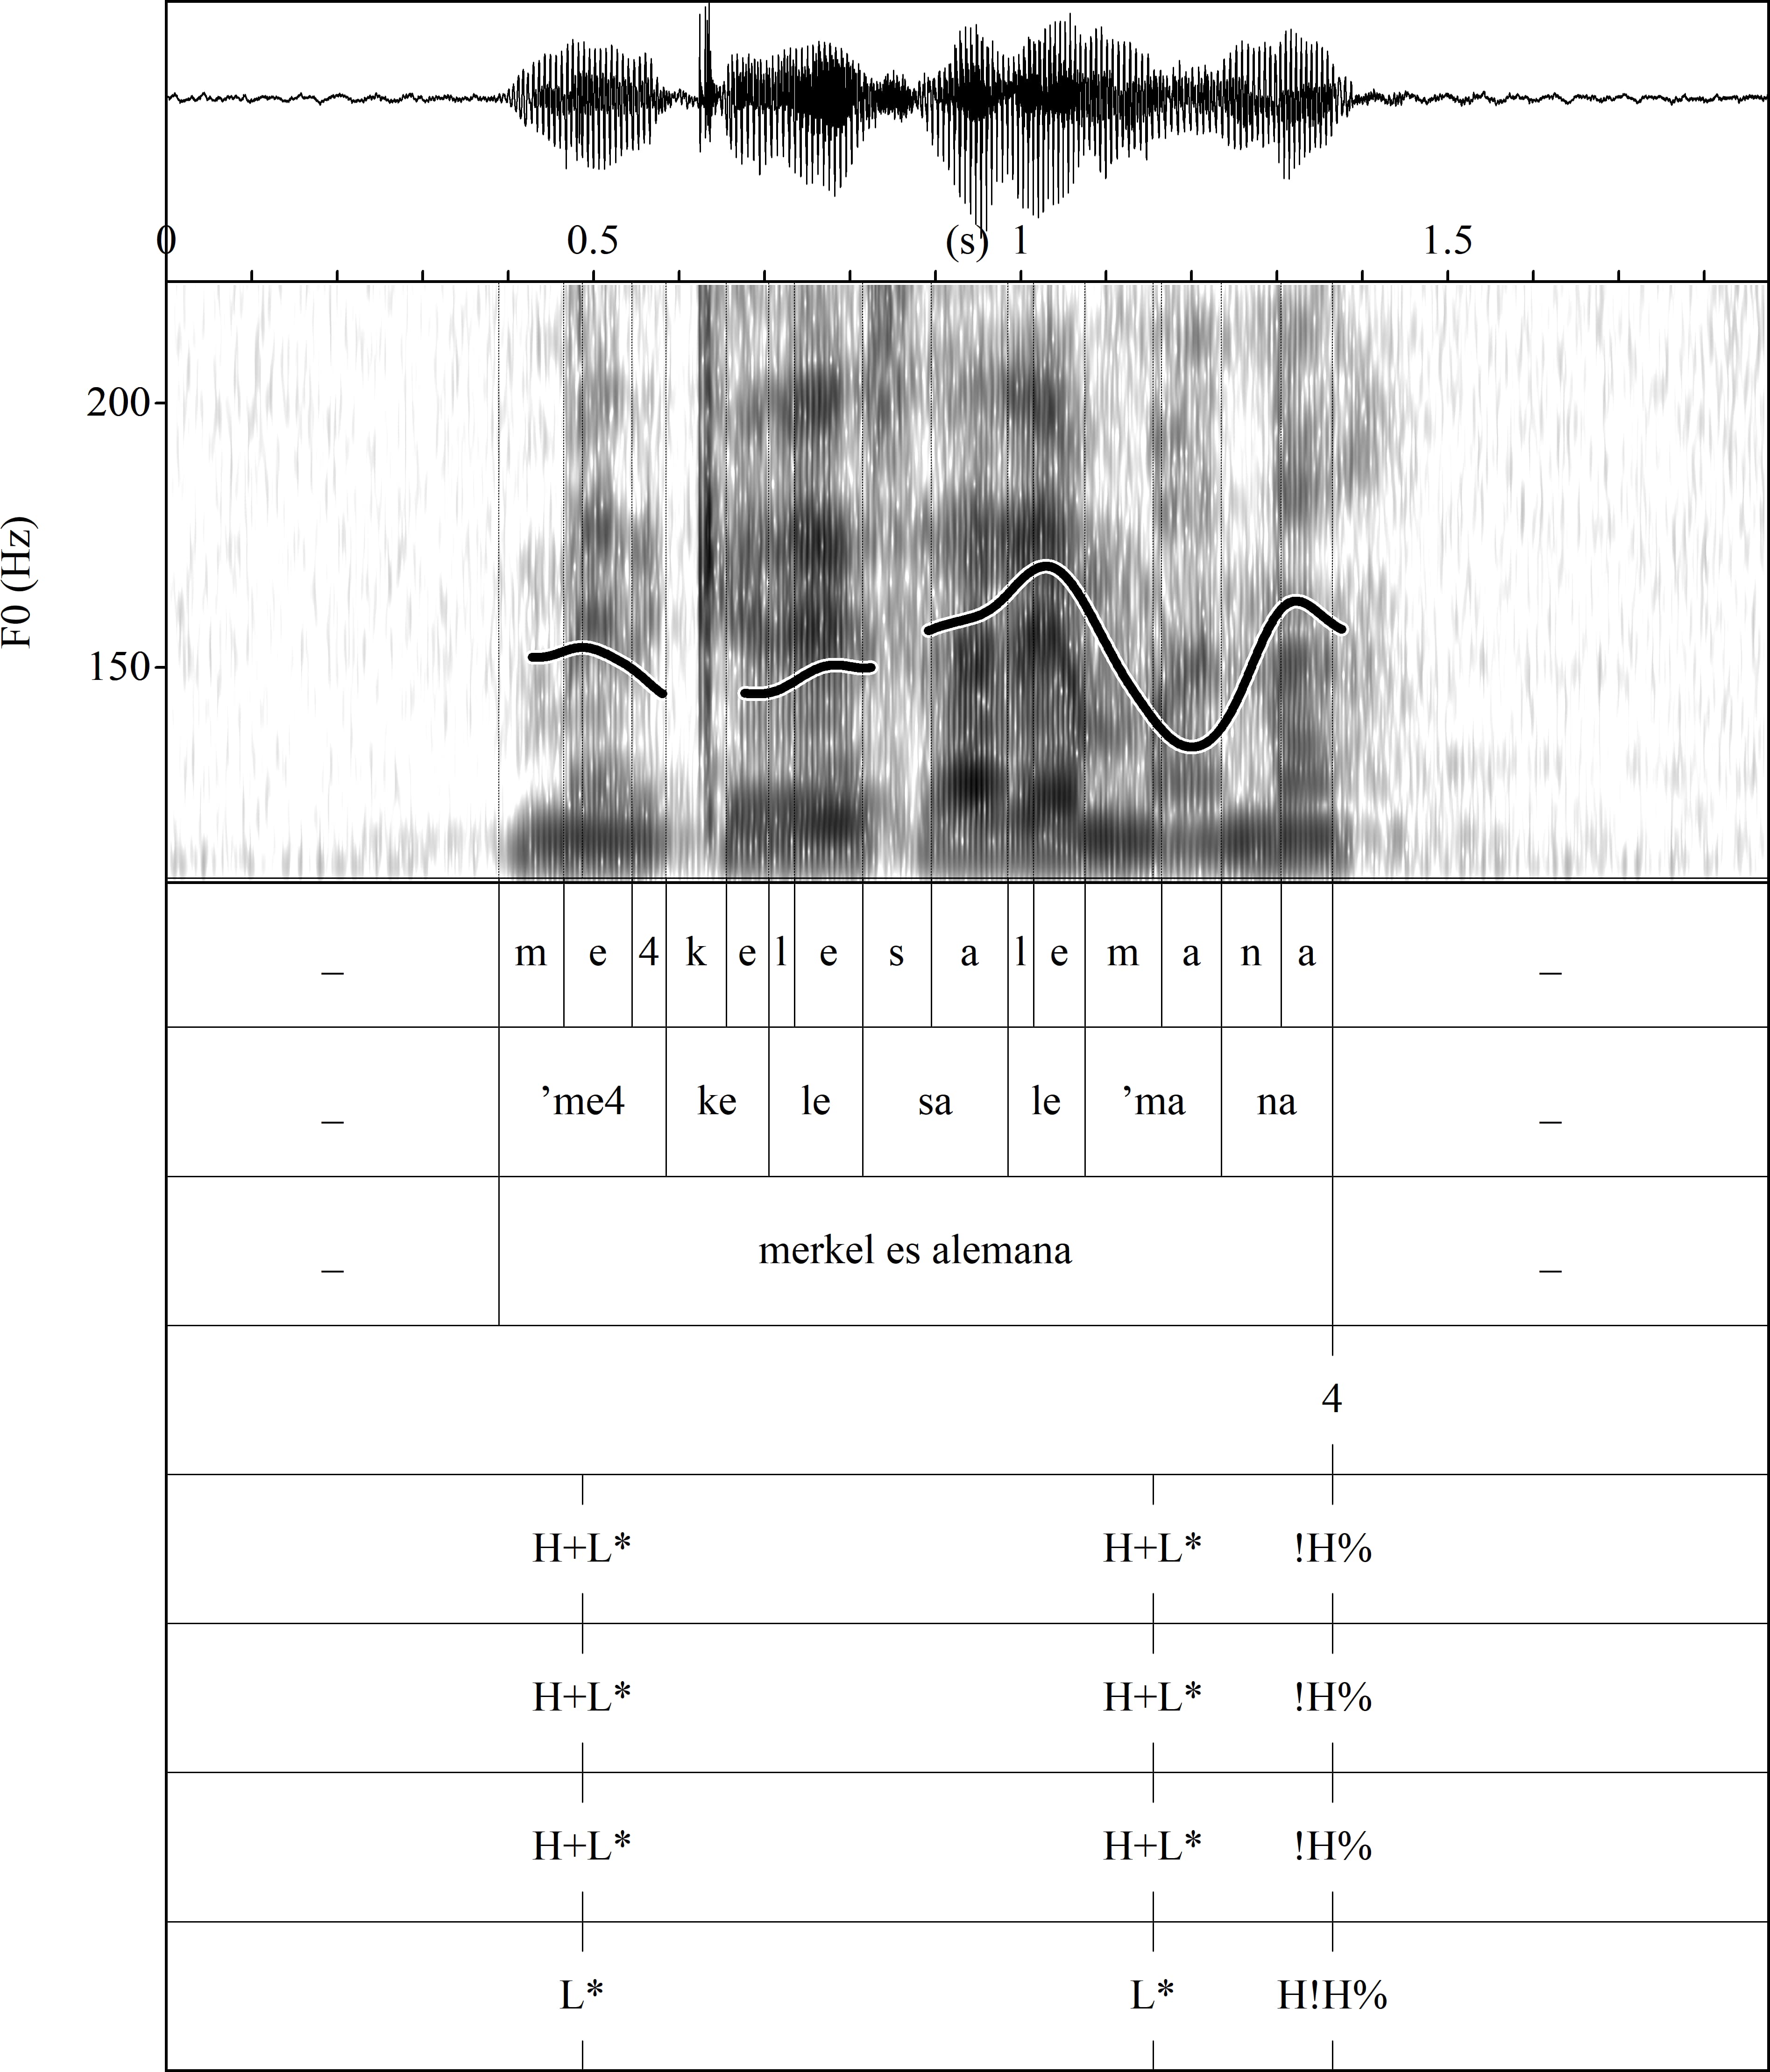 0 0.5 (s) 1 1.5
200
F0 (Hz)
150
_ m e 4 k e l e s a l e m a n a _
_ ’me4 ke le sa le ’ma na _
_ merkel es alemana _
4
H+L* H+L* !H%
H+L* H+L* !H%
H+L* H+L* !H%
L* L* H!H%